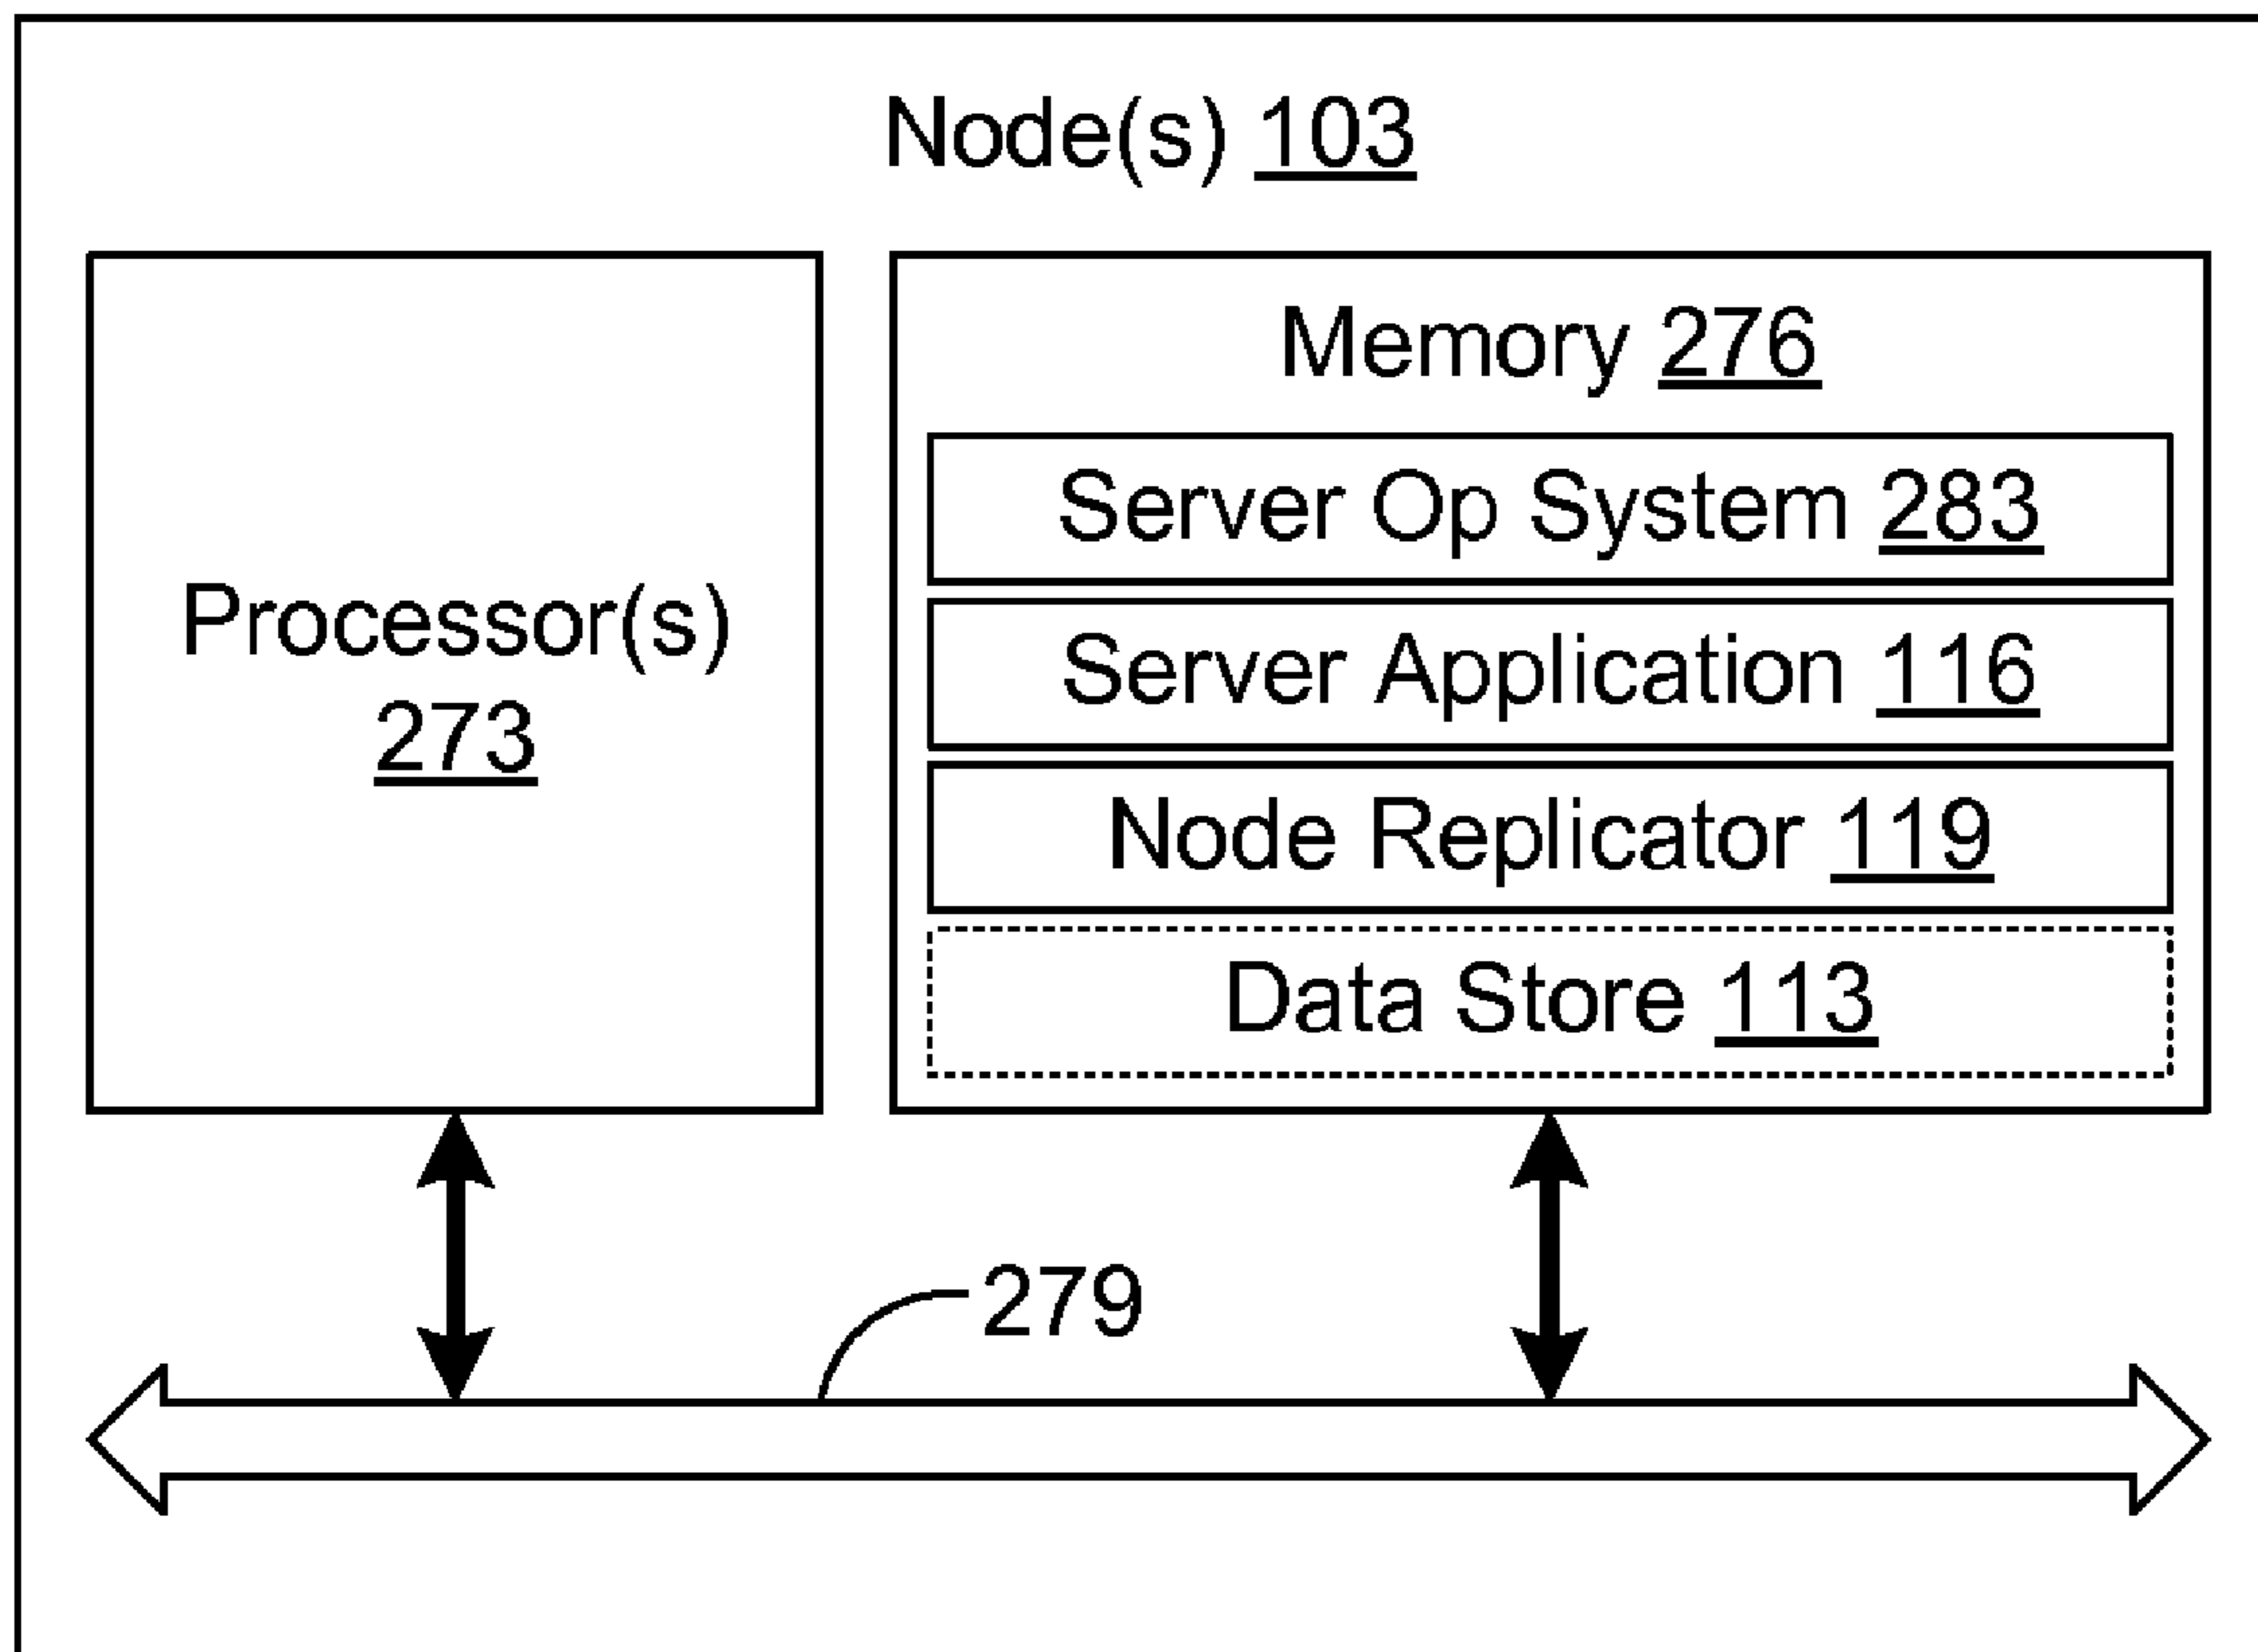 Node(s) 103
Processor(s)
273
Memory 276
Server Op System 283
Server Application 116
Node Replicator 119
Data Store 113
279